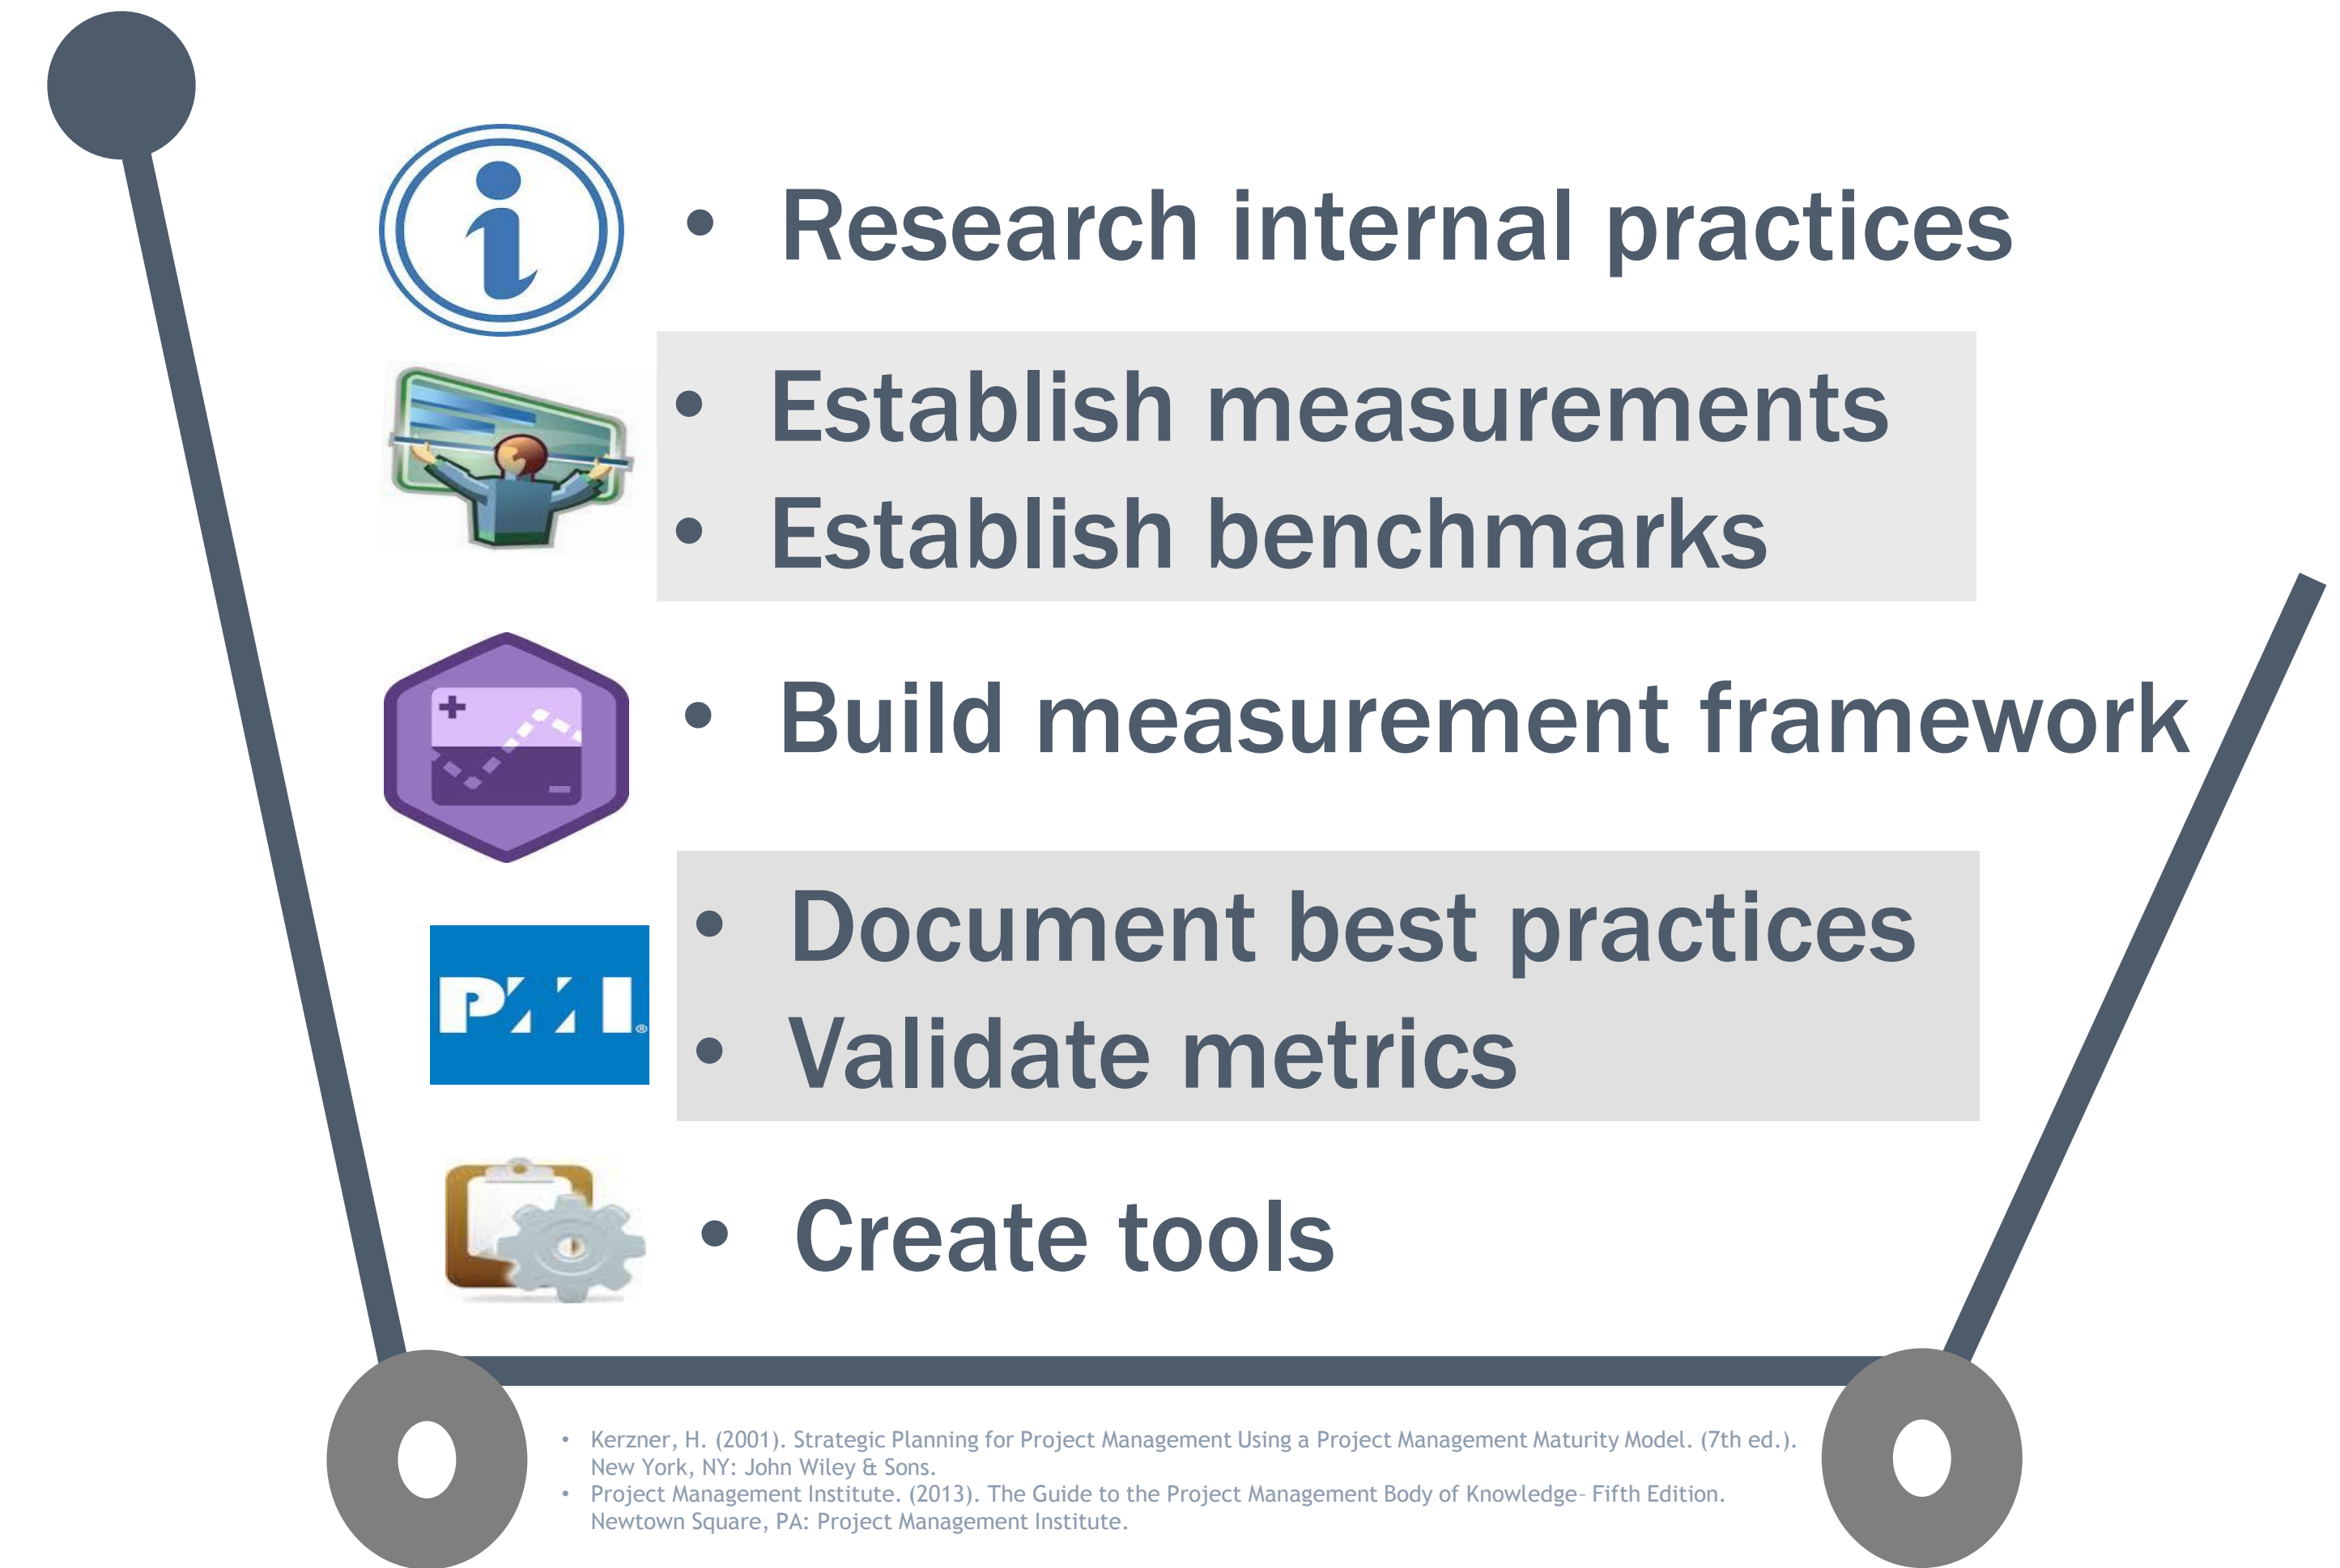 • Research internal practices
• Establish measurements
• Establish benchmarks
• Build measurement framework
• Document best practices
PMI®
• Validate metrics
• Create tools
• Kerzner, H. (2001). Strategic Planning for Project Management Using a Project Management Maturity Model. (7th ed.).
New York, NY: John Wiley & Sons.
• Project Management Institute. (2013). The Guide to the Project Management Body of Knowledge– Fifth Edition.
Newtown Square, PA: Project Management Institute.